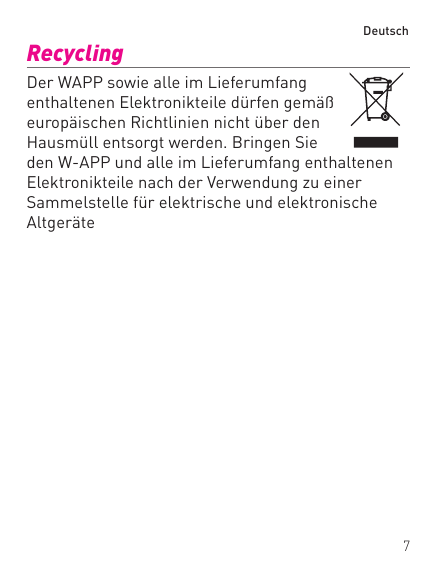 Deutsch
Recycling
Der WAPP sowie alle im Lieferumfang
enthaltenen Elektronikteile dürfen gemäß
europäischen Richtlinien nicht über den
Hausmüll entsorgt werden. Bringen Sie
den W-APP und alle im Lieferumfang enthaltenen
Elektronikteile nach der Verwendung zu einer
Sammelstelle für elektrische und elektronische
Altgeräte
7